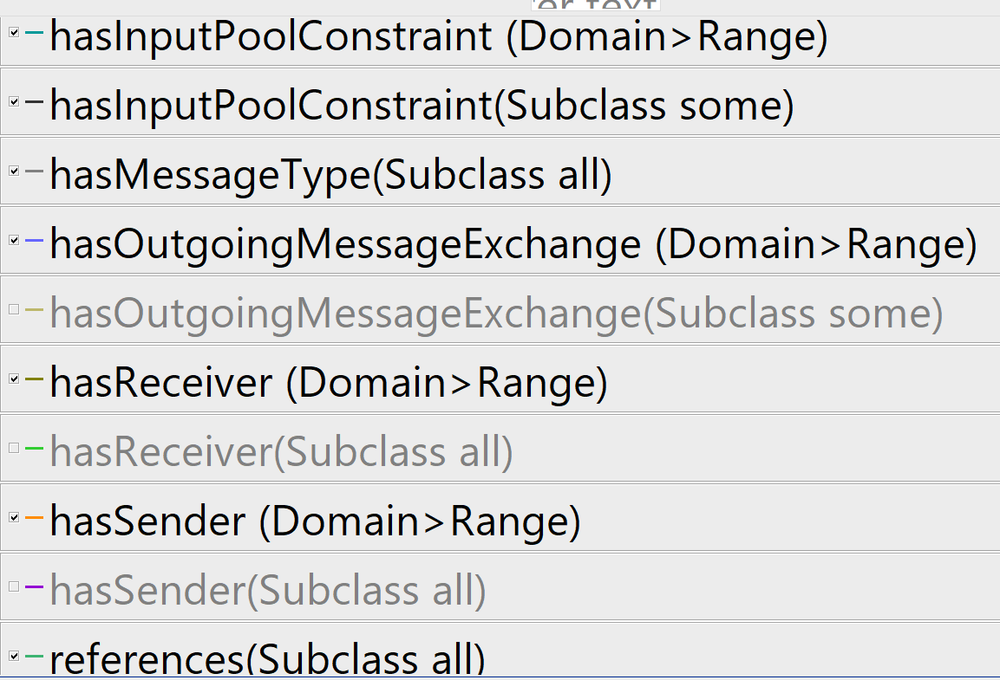 hasInputPoolConstraint (Domain>Range)
hasInputPoolConstraint(Subclass some)
hasMessageType(Subclass all)
hasOutgoingMessageExchange (Domain>Range)
hasOutgoingMessageExchange(Subclass some)
hasReceiver (Domain>Range)
hasReceiver(Subclass all)
hasSender (Domain>Range)
hasSender(Subclass all)
references(Subclass all)